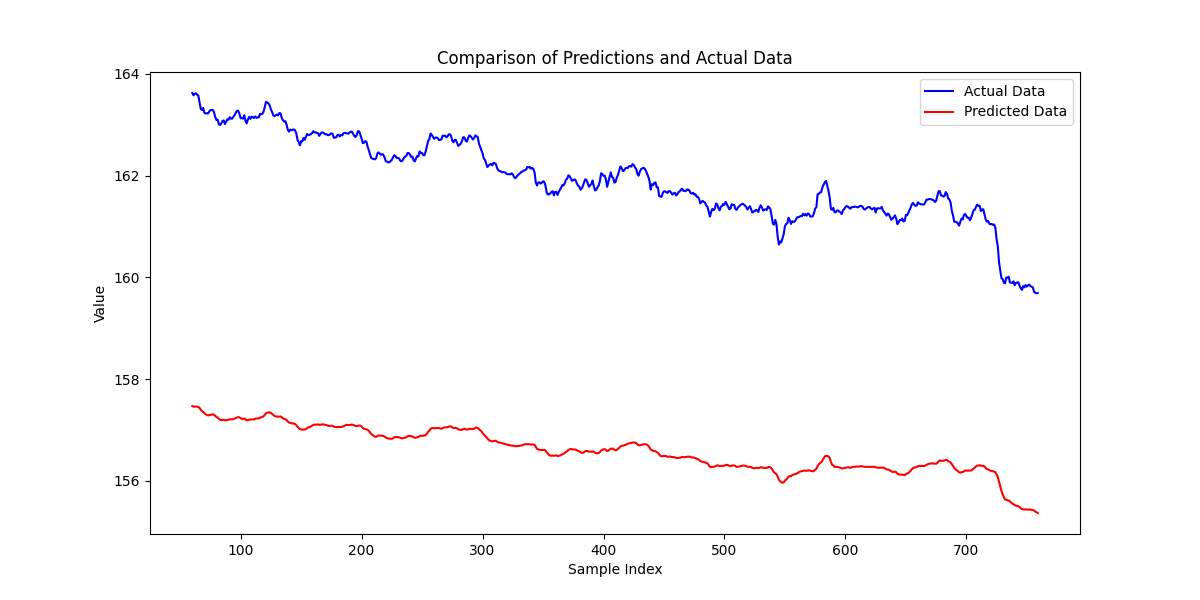 Comparison of Predictions and Actual Data
Actual Data
Predicted Data
Value
164
162
160
158
156
100 200 300 400 500 600 700
Sample Index